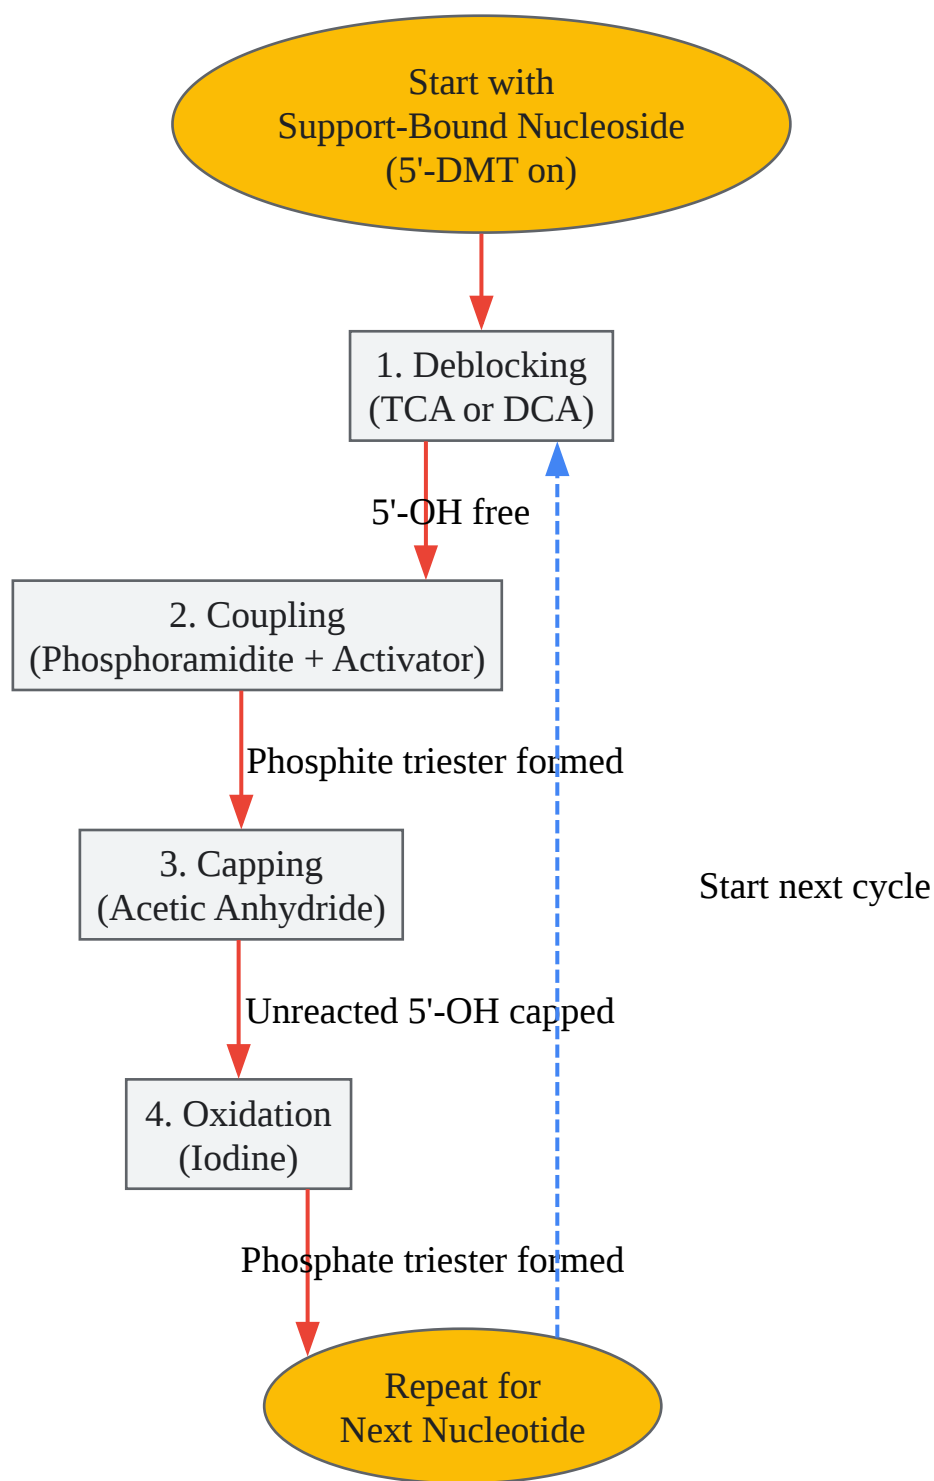 Start with
Support-Bound Nucleoside
(5'-DMT on)
1. Deblocking
(TCA or DCA)
5'-OH free
2. Coupling
(Phosphoramidite + Activator)
Phosphite triester formed
3. Capping
(Acetic Anhydride)
Start next cycle
Unreacted 5'-OH capped
4. Oxidation
(Iodine)
Phosphate triester formed
Repeat for
Next Nucleotide